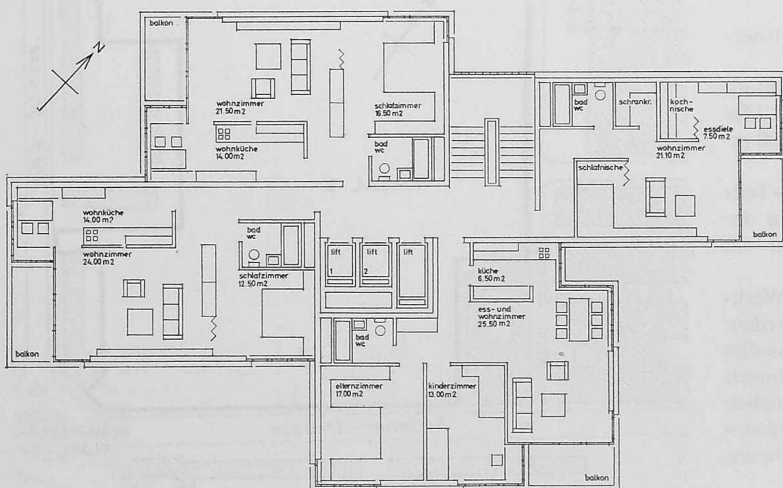 N
balkon
wohnzimmer
21.50 m2
schlafzimmer
16.50 m2
wohnküche
14.00 m2
bad
wc
bad
wc
schrankr.
koch-
nische
essdiele
7.50 m2
wohnzimmer
21.10 m2
schlafnische
balkon
wohnküche
14.00 m2
wohnzimmer
24.00 m2
bad
wc
schlafzimmer
12.50 m2
balkon
lift
1
lift
2
lift
küche
6.50 m2
ess- und
wohnzimmer
25.50 m2
bad
wc
elternzimmer
17.00 m2
kinderzimmer
13.00 m2
balkon